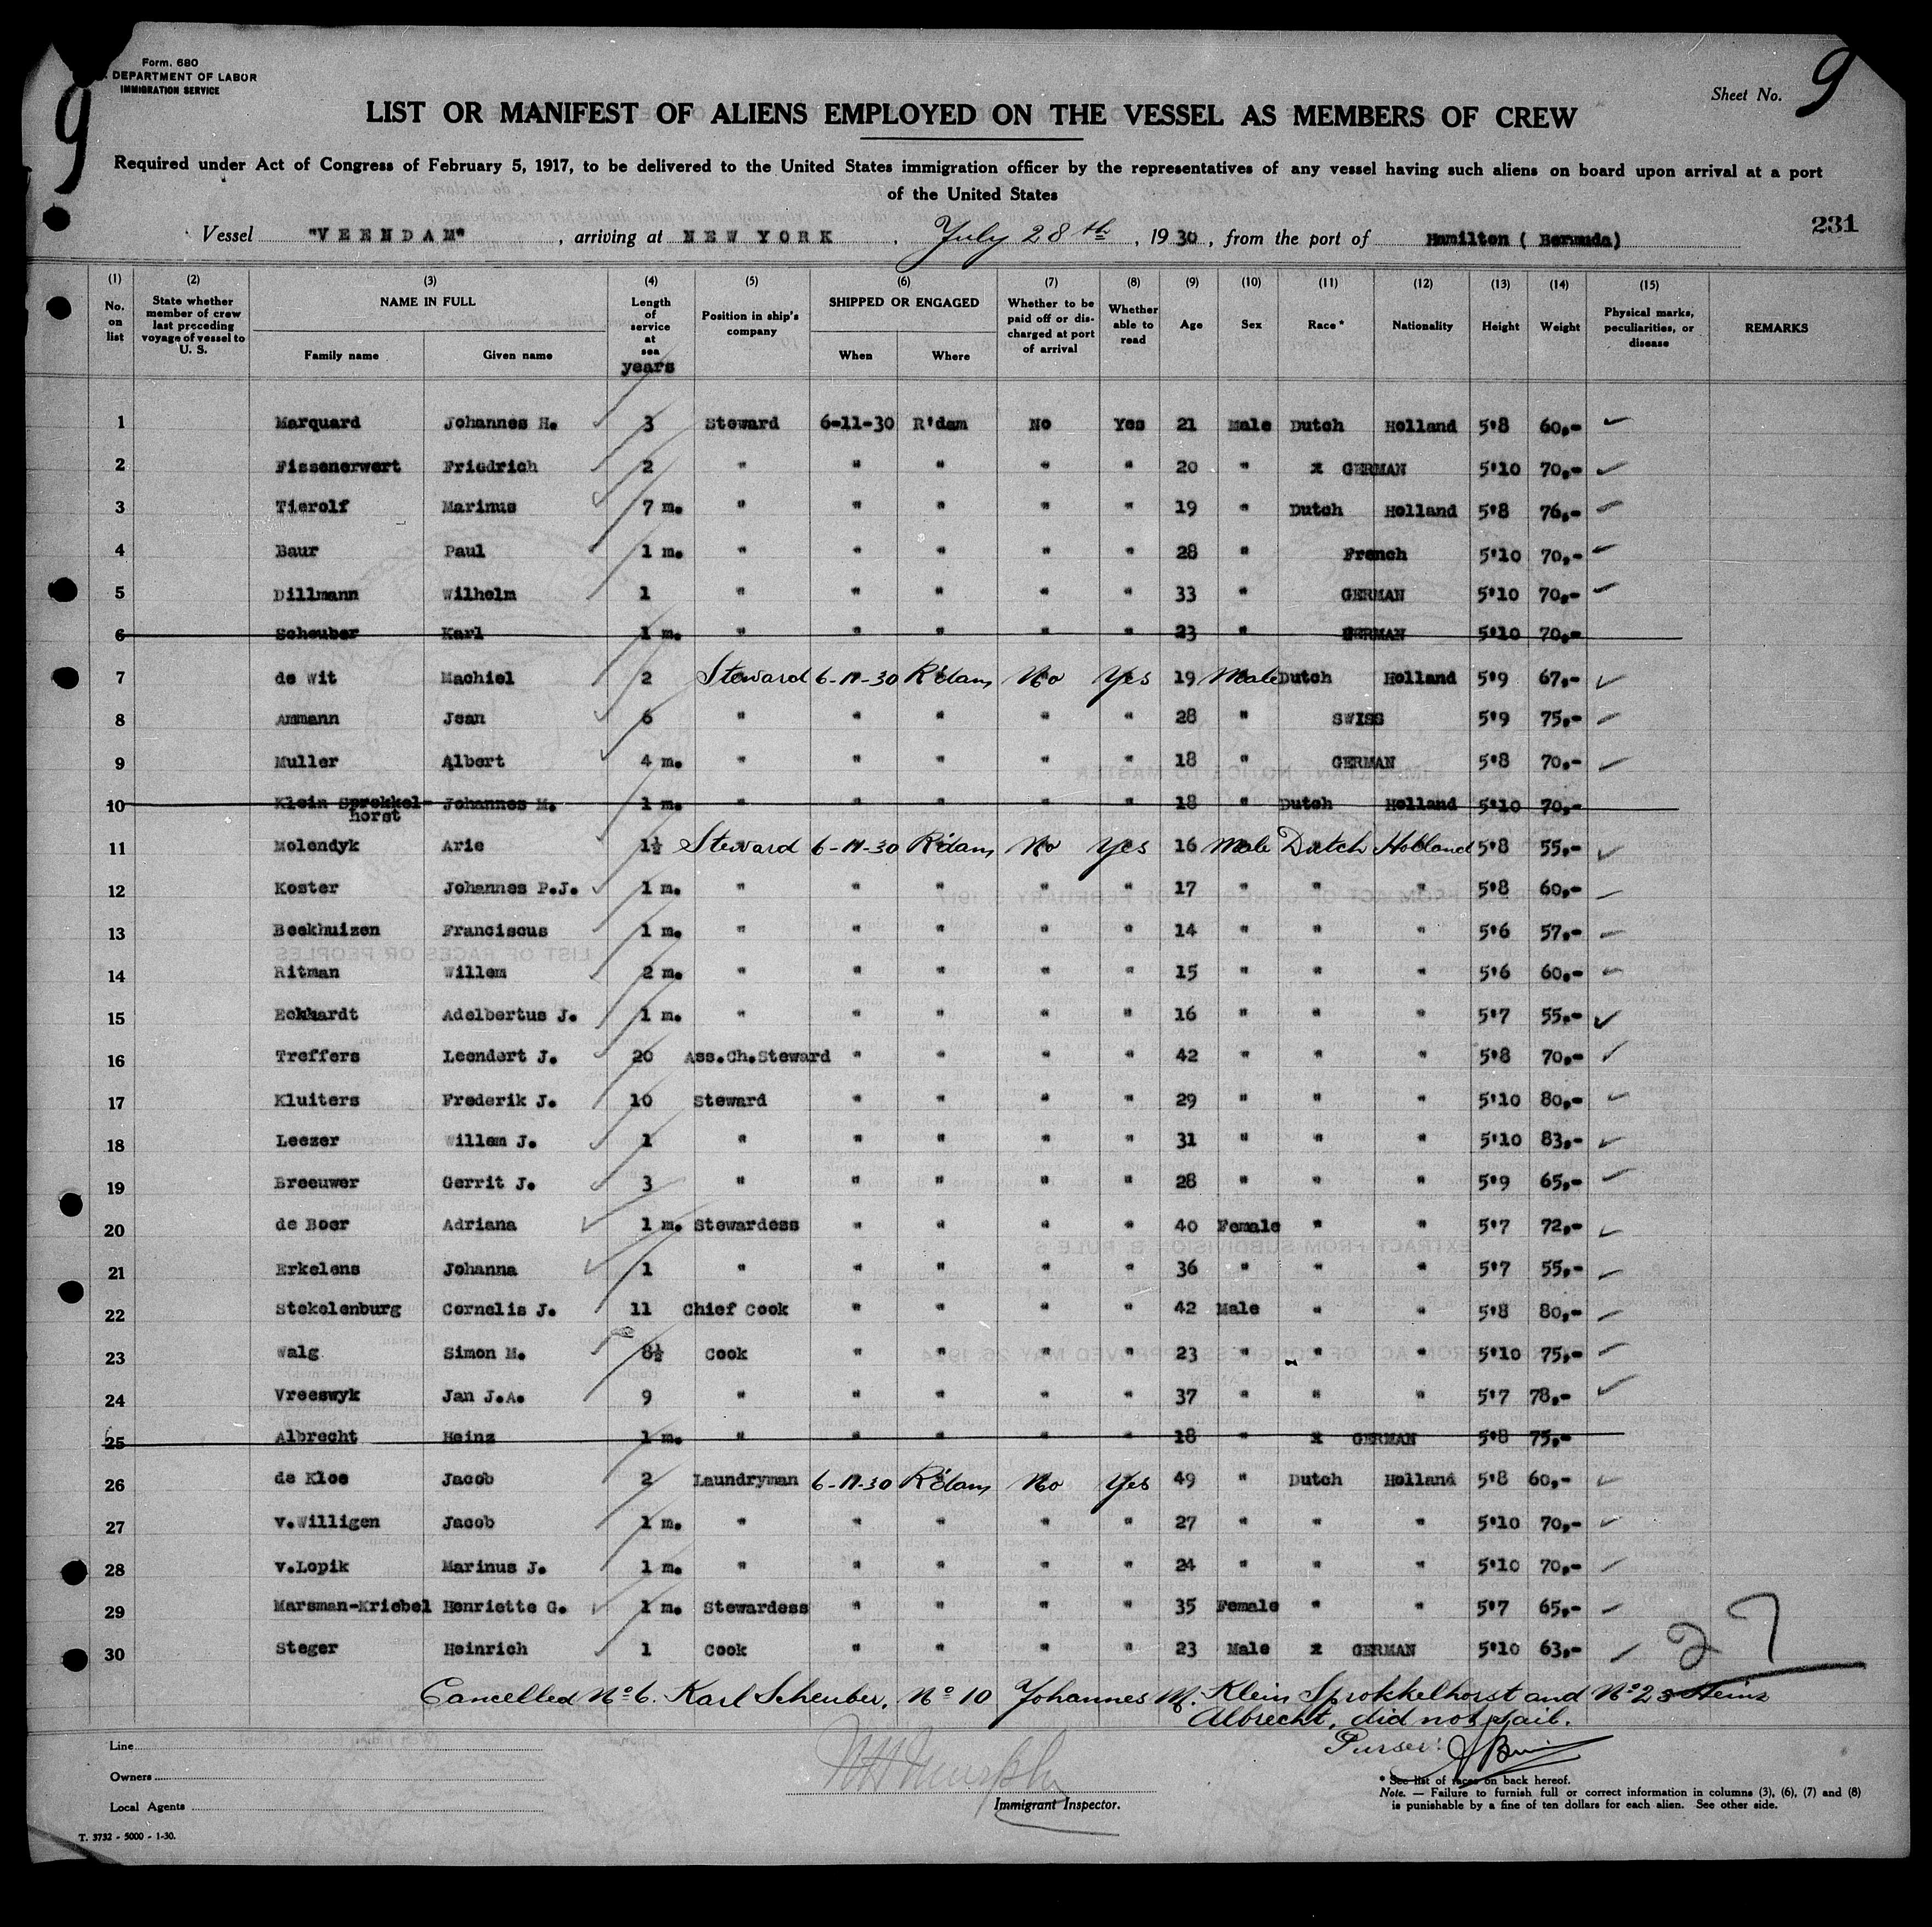 Form. 680
DEPARTMENT OF LABOR
IMMIGRATION SERVICE
9
Sheet No. 9
LIST OR MANIFEST OF ALIENS EMPLOYED ON THE VESSEL AS MEMBERS OF CREW
Required under Act of Congress of February 5, 1917, to be delivered to the United States immigration officer by the representatives of any vessel having such aliens on board upon arrival at a port
of the United States
Vessel "VEENDAM", arriving at NEW YORK, July 28th, 1930, from the port of Hamilton ( Bermuda)
231
(1) No. on list (2) State whether member of crew last preceding voyage of vessel to U. S. (3) NAME IN FULL Family name Given name (4) Length of service at sea years (5) Position in ship's company (6) SHIPPED OR ENGAGED When Where (7) Whether to be paid off or discharged at port of arrival (8) Whether able to read (9) Age (10) Sex (11) Race * (12) Nationality (13) Height (14) Weight (15) Physical marks, peculiarities, or disease REMARKS
1 Marquard Johannes H. 3 Steward 6-11-30 R'dam No Yes 21 Male Dutch Holland 5'8 60,-
2 Fissenerwert Friedrich 2 " " " " " 20 " x GERMAN 5'10 70,-
3 Tierolf Marinus 7 m. " " " " " 19 " Dutch Holland 5'8 76,-
4 Baur Paul 1 m. " " " " " 28 " French 5'10 70,-
5 Dillmann Wilhelm 1 " " " " " 33 " GERMAN 5'10 70,-
6 Scheuber Karl 1 m. " " " " " 23 " GERMAN 5'10 70,-
7 de Wit Machiel 2 Steward 6-11-30 R'dam No Yes 19 Male Dutch Holland 5'9 67,-
8 Ammann Jean 6 " " " " " 28 " SWISS 5'9 75,-
9 Muller Albert 4 m. " " " " " 18 " GERMAN 5'8 70,-
10 Klein Sprokkel- horst Johannes M. 1 m. " " " " " 18 " Dutch Holland 5'10 70,-
11 Molendyk Arie 1½ Steward 6-11-30 R'dam No Yes 16 Male Dutch Holland 5'8 55,-
12 Koster Johannes P.J. 1 m. " " " " " 17 " " " 5'8 60,-
13 Beekhuizen Franciscus 1 m. " " " " " 14 " " " 5'6 57,-
14 Ritman Willem 2 m. " " " " " 15 " " " 5'6 60,-
15 Eckhardt Adelbertus J. 1 m. " " " " " 16 " " " 5'7 55,-
16 Treffers Leendert J. 20 Ass.Ch.Steward " " " " 42 " " " 5'8 70,-
17 Kluiters Frederik J. 10 Steward " " " " 29 " " " 5'10 80,-
18 Leezer Willem J. 1 " " " " " 31 " " " 5'10 83,-
19 Breeuwer Gerrit J. 3 " " " " " 28 " " " 5'9 65,-
20 de Boer Adriana 1 m. Stewardess " " " " 40 Female " " 5'7 72,-
21 Erkelens Johanna 1 " " " " " 36 " " " 5'7 55,-
22 Stekelenburg Cornelis J. 11 Chief Cook " " " " 42 Male " " 5'8 80,-
23 Walg Simon M. 8½ Cook " " " " 23 " " " 5'10 75,-
24 Vreeswyk Jan J.A. 9 " " " " " 37 " " " 5'7 78,-
25 Albrecht Heinz 1 m. " " " " " 18 " x GERMAN 5'8 75,-
26 de Kloe Jacob 2 Laundryman 6-11-30 R'dam No Yes 49 " Dutch Holland 5'8 60,-
27 v.Willigen Jacob 1 m. " " " " " 27 " " " 5'10 70,-
28 v.Lopik Marinus J. 1 m. " " " " " 24 " " " 5'10 70,-
29 Marsman-Kriebel Henriette G. 1 m. Stewardess " " " " 35 Female " " 5'7 65,-
30 Steger Heinrich 1 Cook " " " " 23 Male x GERMAN 5'10 63,-
27
Cancelled No 6. Karl Scheuber, No 10 Johannes M. Klein Sprokkelhorst and No 25 Heinz
Albrecht, did not sail.
Purser:
Line
Owners
Local Agents
Immigrant Inspector.
* See list of races on back hereof.
Note. — Failure to furnish full or correct information in columns (3), (6), (7) and (8)
is punishable by a fine of ten dollars for each alien. See other side.
T. 3732 - 5000 - 1-30.